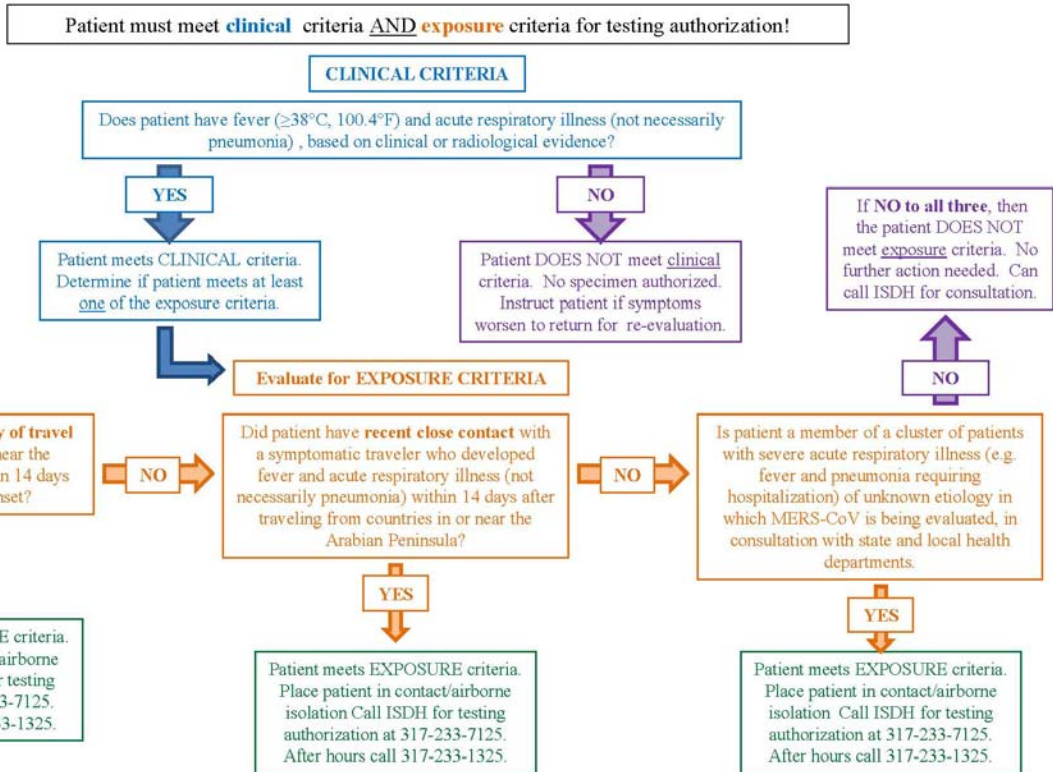 Patient must meet clinical criteria AND exposure criteria for testing authorization!
CLINICAL CRITERIA
Does patient have fever (≥38°C, 100.4°F) and acute respiratory illness (not necessarily
pneumonia) , based on clinical or radiological evidence?
YES
NO
Patient meets CLINICAL criteria.
Determine if patient meets at least
one of the exposure criteria.
Patient DOES NOT meet clinical
criteria. No specimen authorized.
Instruct patient if symptoms
worsen to return for re-evaluation.
If NO to all three, then
the patient DOES NOT
meet exposure criteria. No
further action needed. Can
call ISDH for consultation.
NO
Evaluate for EXPOSURE CRITERIA
of travel
near the
14 days
NO
Did patient have recent close contact with
a symptomatic traveler who developed
fever and acute respiratory illness (not
necessarily pneumonia) within 14 days after
traveling from countries in or near the
Arabian Peninsula?
NO
Is patient a member of a cluster of patients
with severe acute respiratory illness (e.g.
fever and pneumonia requiring
hospitalization) of unknown etiology in
which MERS-CoV is being evaluated, in
consultation with state and local health
departments.
YES
YES
criteria.
airborne
testing
Patient meets EXPOSURE criteria.
Place patient in contact/airborne
isolation Call ISDH for testing
authorization at 317-233-7125.
After hours call 317-233-1325.
Patient meets EXPOSURE criteria.
Place patient in contact/airborne
isolation Call ISDH for testing
authorization at 317-233-7125.
After hours call 317-233-1325.